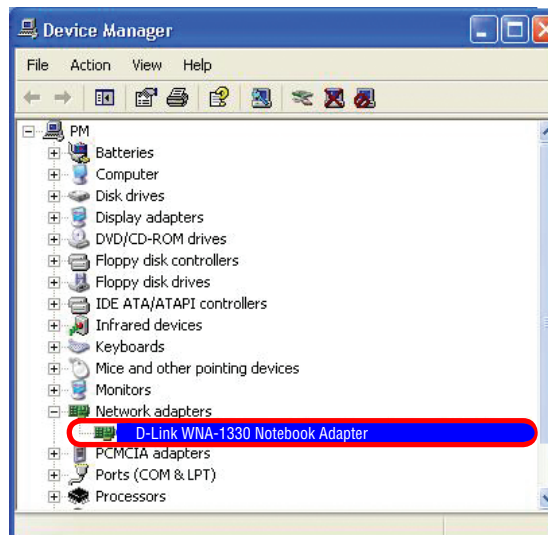 Device Manager
File Action View Help
PM
Batteries
Computer
Disk drives
Display adapters
DVD/CD-ROM drives
Floppy disk controllers
Floppy disk drives
IDE ATA/ATAPI controllers
Infrared devices
Keyboards
Mice and other pointing devices
Monitors
Network adapters
D-Link WNA-1330 Notebook Adapter
PCMCIA adapters
Ports (COM & LPT)
Processors